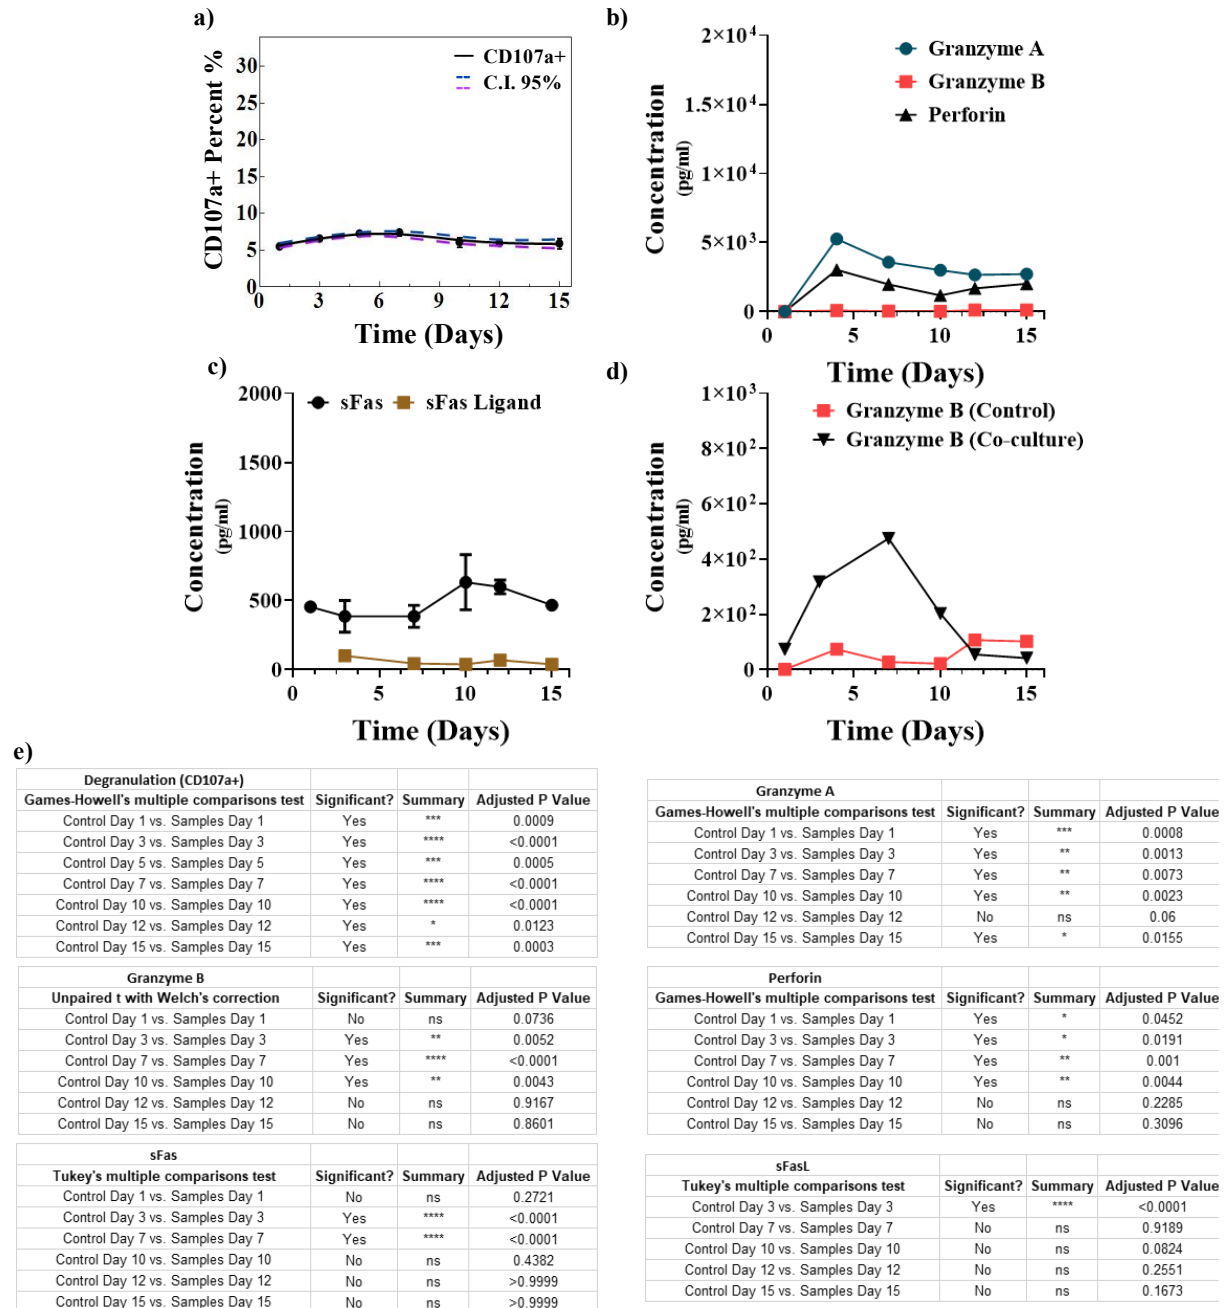 a)
CD107a+ Percent %
30
25
20
15
10
5
0
CD107a+
C.I. 95%
0 3 6 9 12 15
Time (Days)
b)
Concentration
(pg/ml)
2×10⁴
1.5×10⁴
1×10⁴
5×10³
0
Granzyme A
Granzyme B
Perforin
0 5 10 15
Time (Days)
c)
Concentration
(pg/ml)
2000
1500
1000
500
0
sFas sFas Ligand
0 5 10 15
Time (Days)
d)
Concentration
(pg/ml)
1×10³
8×10²
6×10²
4×10²
2×10²
0
Granzyme B (Control)
Granzyme B (Co-culture)
0 5 10 15
Time (Days)
e)
Degranulation (CD107a+)
Games-Howell's multiple comparisons test Significant? Summary Adjusted P Value
Control Day 1 vs. Samples Day 1 Yes *** 0.0009
Control Day 3 vs. Samples Day 3 Yes **** <0.0001
Control Day 5 vs. Samples Day 5 Yes *** 0.0005
Control Day 7 vs. Samples Day 7 Yes **** <0.0001
Control Day 10 vs. Samples Day 10 Yes **** <0.0001
Control Day 12 vs. Samples Day 12 Yes * 0.0123
Control Day 15 vs. Samples Day 15 Yes *** 0.0003
Granzyme A
Games-Howell's multiple comparisons test Significant? Summary Adjusted P Value
Control Day 1 vs. Samples Day 1 Yes *** 0.0008
Control Day 3 vs. Samples Day 3 Yes ** 0.0013
Control Day 7 vs. Samples Day 7 Yes ** 0.0073
Control Day 10 vs. Samples Day 10 Yes ** 0.0023
Control Day 12 vs. Samples Day 12 No ns 0.06
Control Day 15 vs. Samples Day 15 Yes * 0.0155
Granzyme B
Unpaired t with Welch's correction Significant? Summary Adjusted P Value
Control Day 1 vs. Samples Day 1 No ns 0.0736
Control Day 3 vs. Samples Day 3 Yes ** 0.0052
Control Day 7 vs. Samples Day 7 Yes **** <0.0001
Control Day 10 vs. Samples Day 10 Yes ** 0.0043
Control Day 12 vs. Samples Day 12 No ns 0.9167
Control Day 15 vs. Samples Day 15 No ns 0.8601
Perforin
Games-Howell's multiple comparisons test Significant? Summary Adjusted P Value
Control Day 1 vs. Samples Day 1 Yes * 0.0452
Control Day 3 vs. Samples Day 3 Yes * 0.0191
Control Day 7 vs. Samples Day 7 Yes ** 0.001
Control Day 10 vs. Samples Day 10 Yes ** 0.0044
Control Day 12 vs. Samples Day 12 No ns 0.2285
Control Day 15 vs. Samples Day 15 No ns 0.3096
sFas
Tukey's multiple comparisons test Significant? Summary Adjusted P Value
Control Day 1 vs. Samples Day 1 No ns 0.2721
Control Day 3 vs. Samples Day 3 Yes **** <0.0001
Control Day 7 vs. Samples Day 7 Yes **** <0.0001
Control Day 10 vs. Samples Day 10 No ns 0.4382
Control Day 12 vs. Samples Day 12 No ns >0.9999
Control Day 15 vs. Samples Day 15 No ns >0.9999
sFasL
Tukey's multiple comparisons test Significant? Summary Adjusted P Value
Control Day 3 vs. Samples Day 3 Yes **** <0.0001
Control Day 7 vs. Samples Day 7 No ns 0.9189
Control Day 10 vs. Samples Day 10 No ns 0.0824
Control Day 12 vs. Samples Day 12 No ns 0.2551
Control Day 15 vs. Samples Day 15 No ns 0.1673